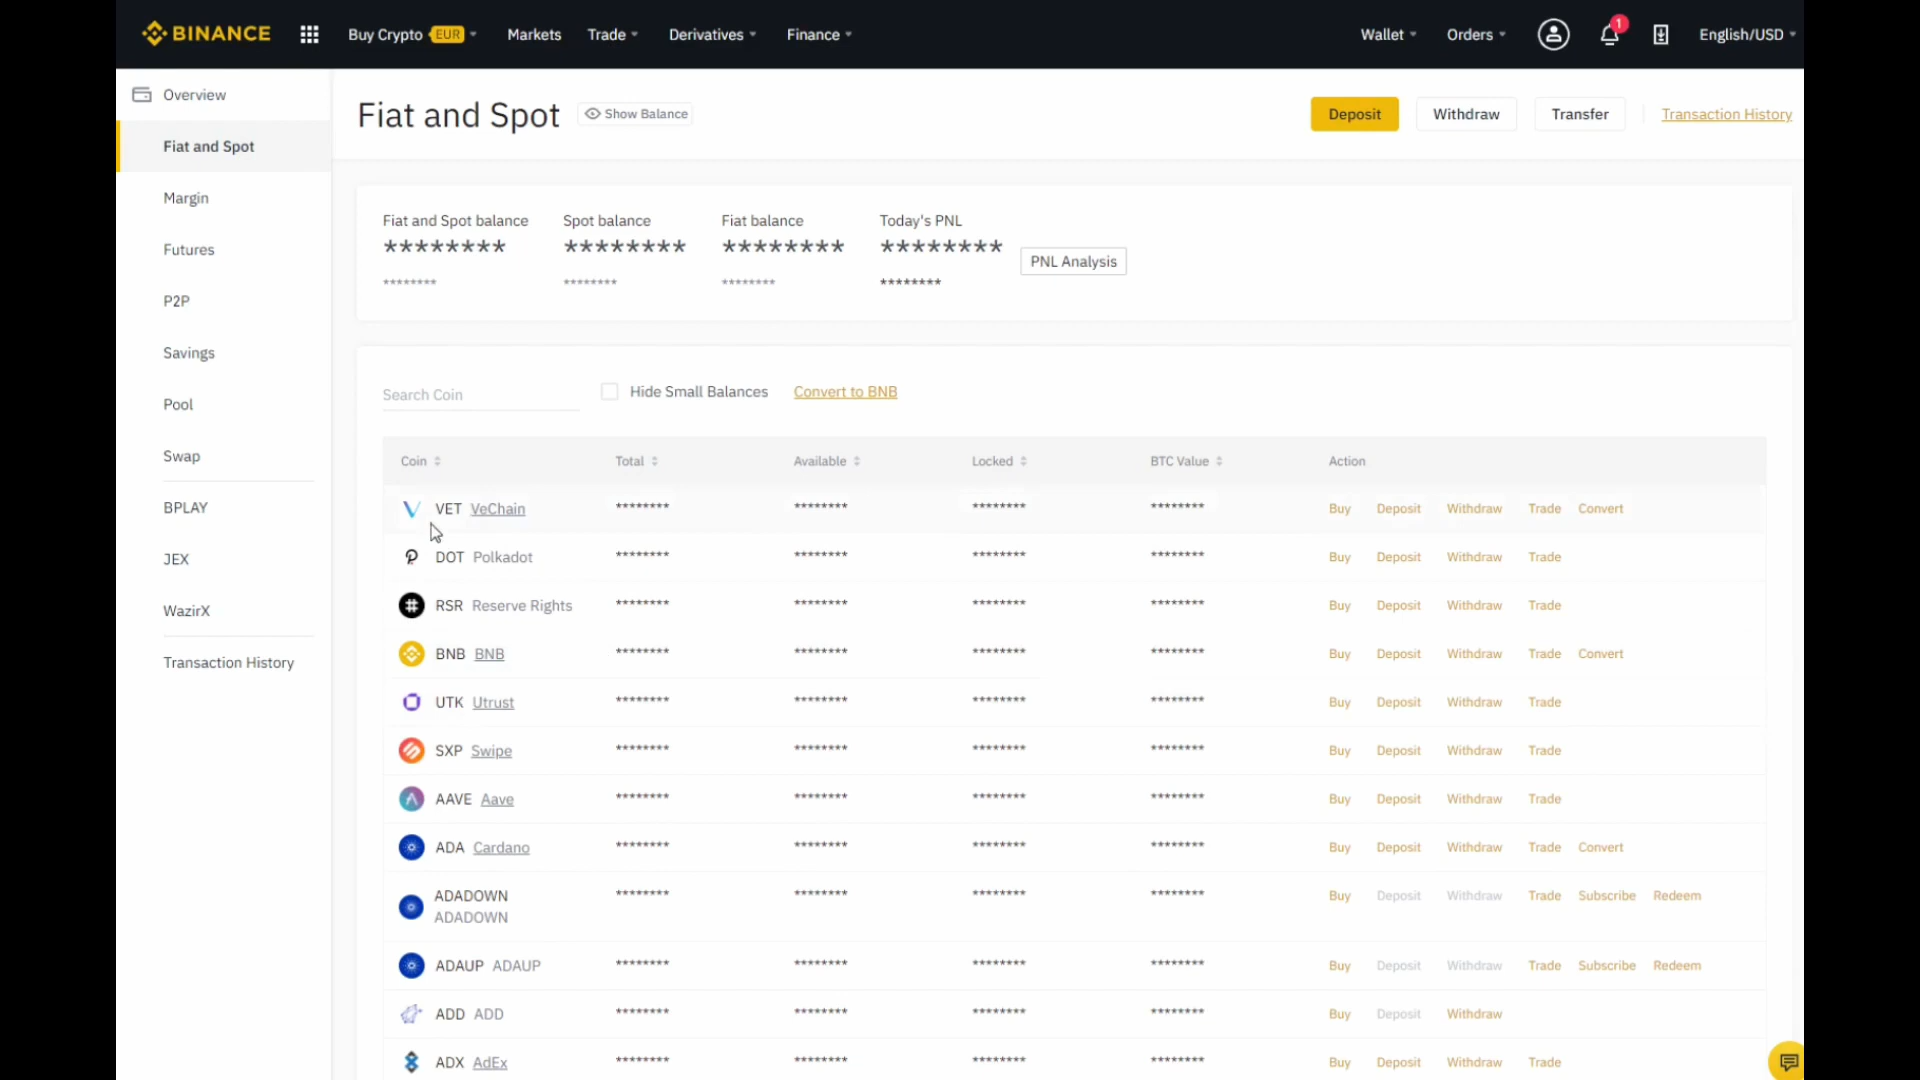 BINANCE Buy Crypto EUR Markets Trade Derivatives Finance Wallet Orders 1 English/USD
Overview
Fiat and Spot
Margin
Futures
P2P
Savings
Pool
Swap
BPLAY
JEX
WazirX
Transaction History
Fiat and Spot Show Balance Deposit Withdraw Transfer Transaction History
Fiat and Spot balance Spot balance Fiat balance Today's PNL
******** ******** ******** ********
PNL Analysis
******** ******** ******** ********
Search Coin Hide Small Balances Convert to BNB
Coin Total Available Locked BTC Value Action
VET VeChain ******** ******** ******** ******** Buy Deposit Withdraw Trade Convert
DOT Polkadot ******** ******** ******** ******** Buy Deposit Withdraw Trade
RSR Reserve Rights ******** ******** ******** ******** Buy Deposit Withdraw Trade
BNB BNB ******** ******** ******** ******** Buy Deposit Withdraw Trade Convert
UTK Utrust ******** ******** ******** ******** Buy Deposit Withdraw Trade
SXP Swipe ******** ******** ******** ******** Buy Deposit Withdraw Trade
AAVE Aave ******** ******** ******** ******** Buy Deposit Withdraw Trade
ADA Cardano ******** ******** ******** ******** Buy Deposit Withdraw Trade Convert
ADADOWN ******** ******** ******** ******** Buy Deposit Withdraw Trade Subscribe Redeem
ADADOWN
ADAUP ADAUP ******** ******** ******** ******** Buy Deposit Withdraw Trade Subscribe Redeem
ADD ADD ******** ******** ******** ******** Buy Deposit Withdraw
ADX AdEx ******** ******** ******** ******** Buy Deposit Withdraw Trade